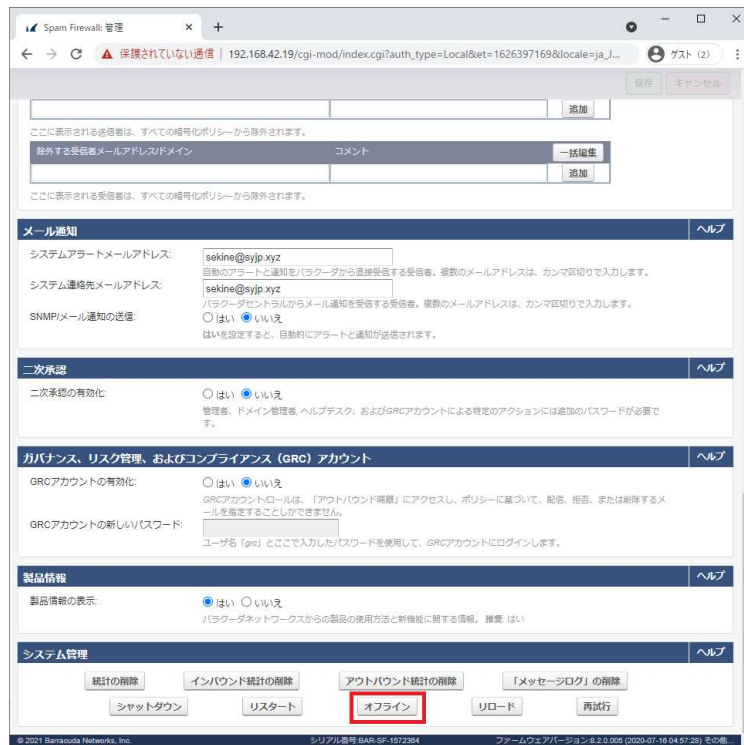 Spam Firewall: 管理
保護されていない通信 | 192.168.42.19/cgi-mod/index.cgi?auth_type=Local&et=1626397169&locale=ja_J... ゲスト (2)
保存 キャンセル
追加
ここに表示される送信者は、すべての暗号化ポリシーから除外されます。
除外する受信者メールアドレス/ドメイン コメント 一括編集
追加
ここに表示される受信者は、すべての暗号化ポリシーから除外されます。
メール通知 ヘルプ
システムアラートメールアドレス: sekine@syjp.xyz
自動のアラートと通知をバラクーダから直接受信する受信者。複数のメールアドレスは、カンマ区切りで入力します。
システム連絡先メールアドレス: sekine@syjp.xyz
バラクーダセントラルからメール通知を受信する受信者。複数のメールアドレスは、カンマ区切りで入力します。
SNMP/メール通知の送信: はい いいえ
はいを設定すると、自動的にアラートと通知が送信されます。
二次承認 ヘルプ
二次承認の有効化: はい いいえ
管理者、ドメイン管理者、ヘルプデスク、およびGRCアカウントによる特定のアクションには追加のパスワードが必要で
す。
ガバナンス、リスク管理、およびコンプライアンス（GRC）アカウント ヘルプ
GRCアカウントの有効化: はい いいえ
GRCアカウントロールは、「アウトバウンド隔離」にアクセスし、ポリシーに基づいて、配信、拒否、または削除するメ
ールを指定することしかできません。
GRCアカウントの新しいパスワード:
ユーザ名「grc」とここで入力したパスワードを使用して、GRCアカウントにログインします。
製品情報 ヘルプ
製品情報の表示: はい いいえ
バラクーダネットワークスからの製品の使用方法と新機能に関する情報。 推奨: はい
システム管理 ヘルプ
統計の削除 インバウンド統計の削除 アウトバウンド統計の削除 「メッセージログ」の削除
シャットダウン リスタート オフライン リロード 再試行
© 2021 Barracuda Networks, Inc. シリアル番号:BAR-SF-1572364 ファームウェアバージョン:8.2.0.005 (2020-07-16 04:57:28) その他...